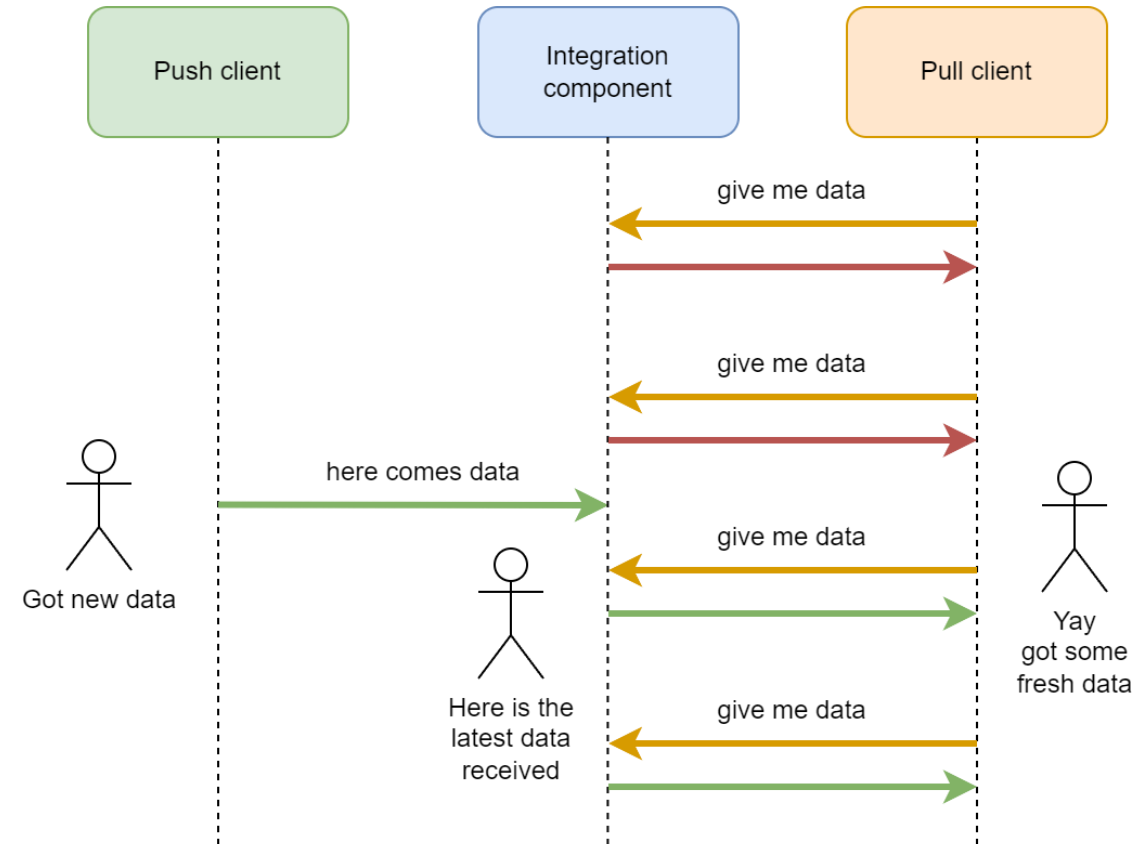 Push client
Integration
component
Pull client
give me data
give me data
here comes data
Got new data
give me data
Yay
got some
fresh data
Here is the
latest data
received
give me data